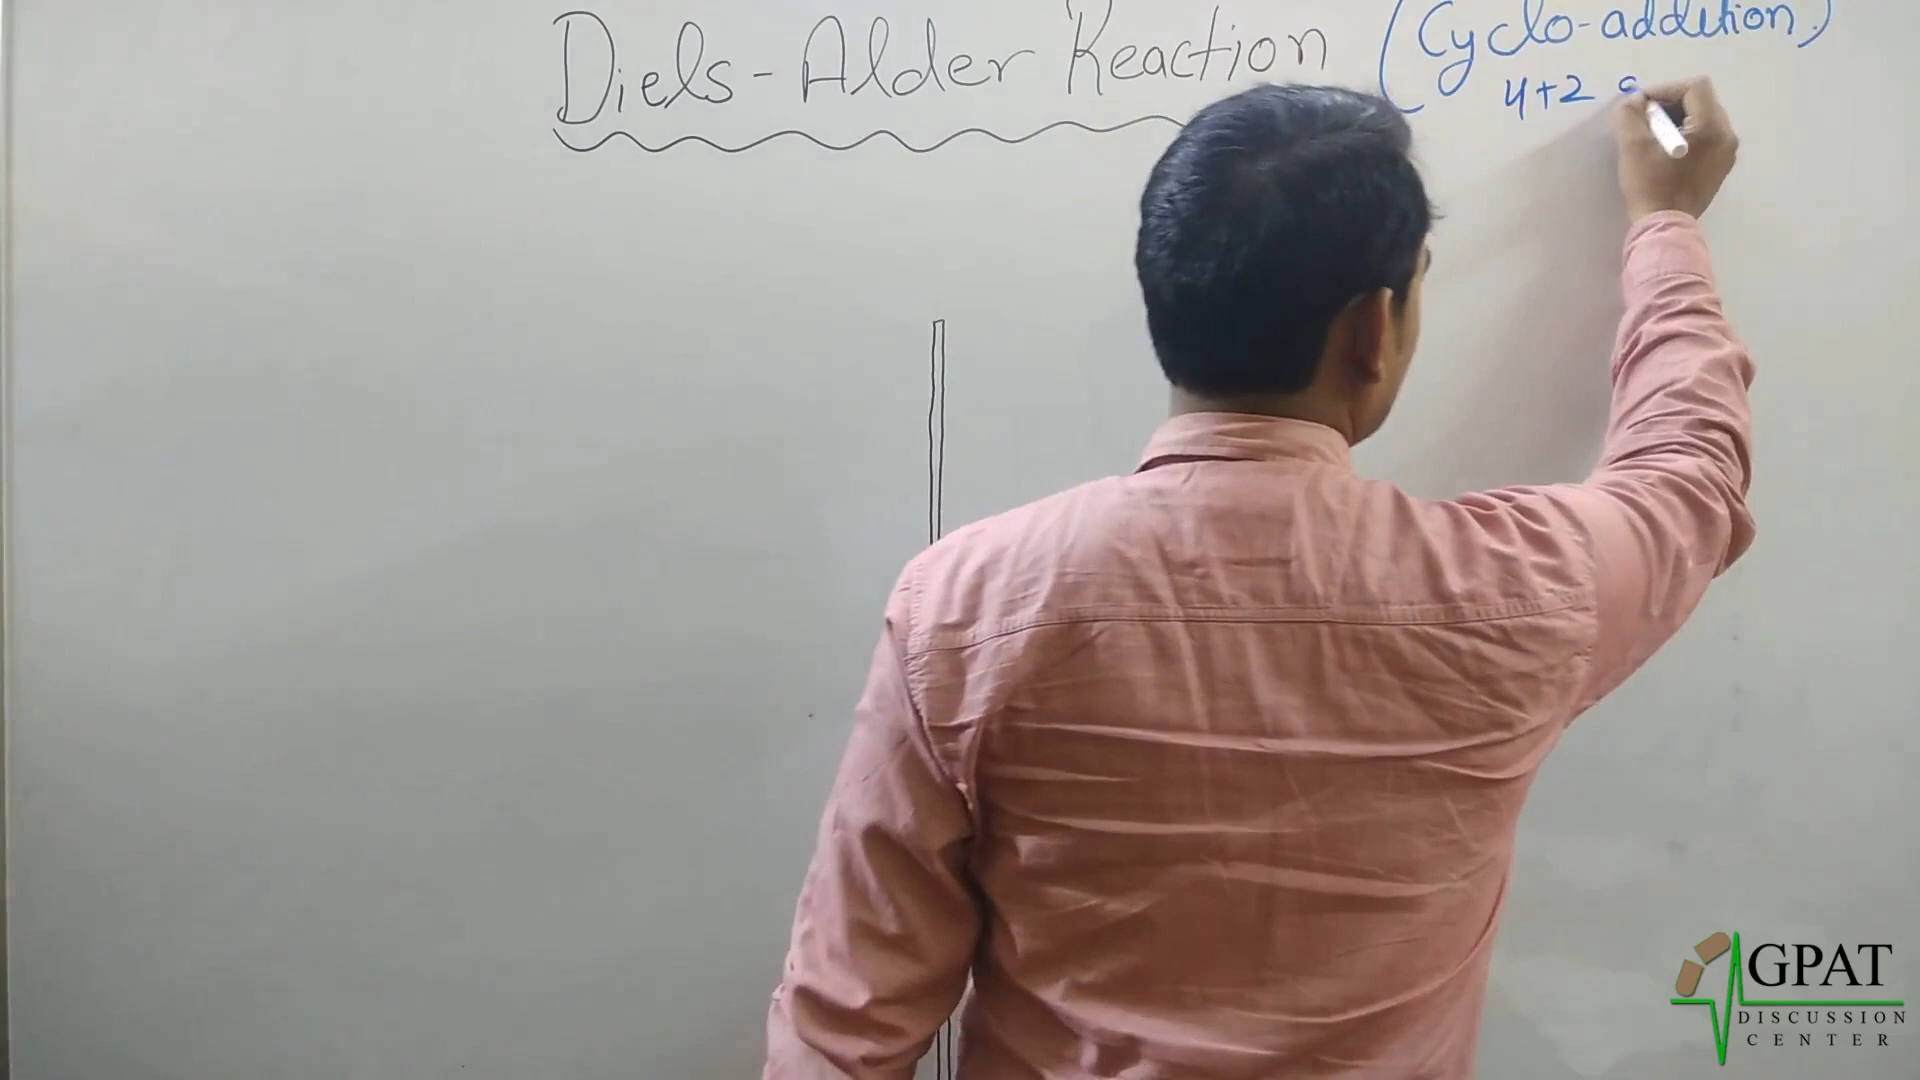 Diels-Alder Reaction (Cyclo-addition)
4+2
GPAT
DISCUSSION
CENTER